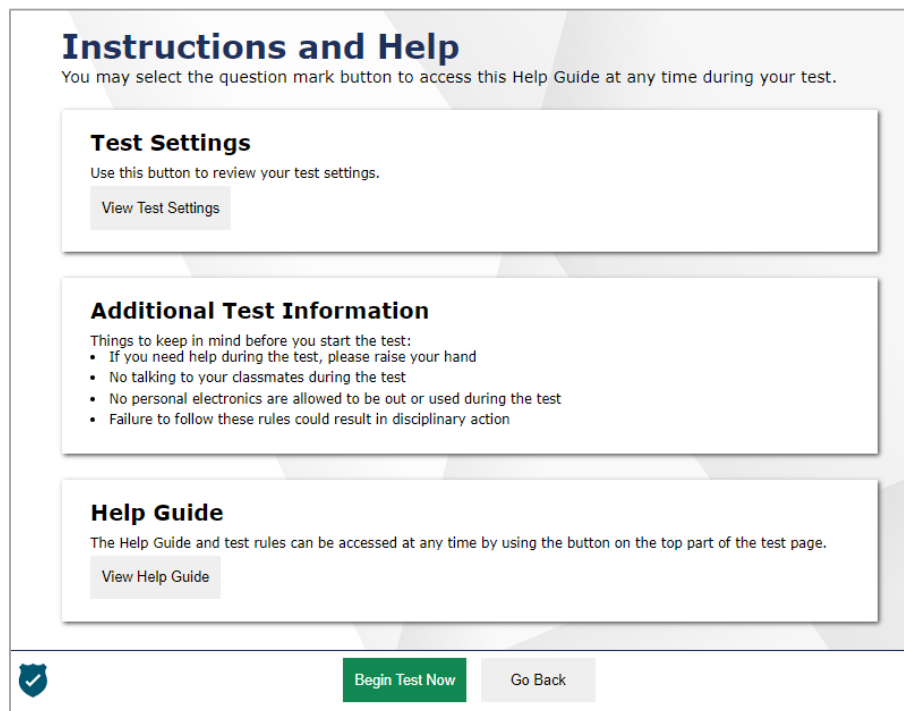 Instructions and Help
You may select the question mark button to access this Help Guide at any time during your test.
Test Settings
Use this button to review your test settings.
View Test Settings
Additional Test Information
Things to keep in mind before you start the test:
• If you need help during the test, please raise your hand
• No talking to your classmates during the test
• No personal electronics are allowed to be out or used during the test
• Failure to follow these rules could result in disciplinary action
Help Guide
The Help Guide and test rules can be accessed at any time by using the button on the top part of the test page.
View Help Guide
Begin Test Now
Go Back